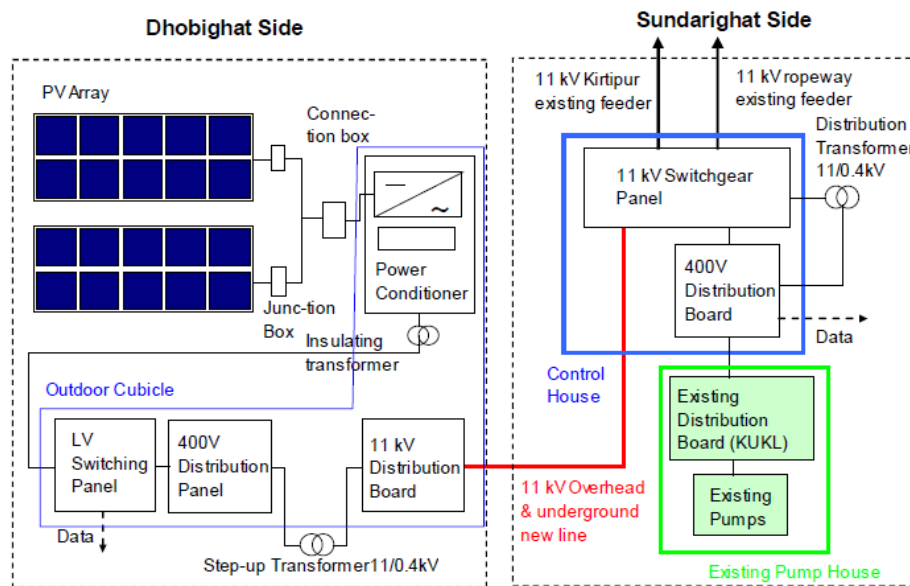 Dhobighat Side
Sundarighat Side
PV Array
Connec-
tion box
Power
Conditioner
Junc-tion
Box
Insulating
transformer
Outdoor Cubicle
LV
Switching
Panel
400V
Distribution
Panel
11 kV
Distribution
Board
Data
Step-up Transformer11/0.4kV
11 kV Kirtipur
existing feeder
11 kV ropeway
existing feeder
Distribution
Transformer
11/0.4kV
11 kV Switchgear
Panel
400V
Distribution
Board
Data
Control
House
Existing
Distribution
Board (KUKL)
Existing
Pumps
11 kV Overhead
& underground
new line
Existing Pump House